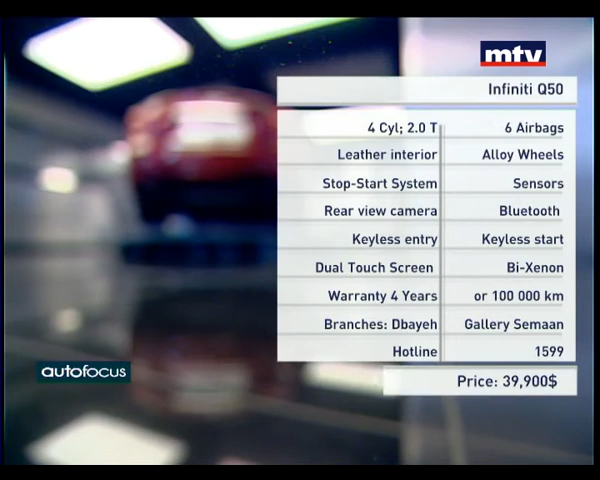 mtv
Infiniti Q50
4 Cyl; 2.0 T 6 Airbags
Leather interior Alloy Wheels
Stop-Start System Sensors
Rear view camera Bluetooth
Keyless entry Keyless start
Dual Touch Screen Bi-Xenon
Warranty 4 Years or 100 000 km
Branches: Dbayeh Gallery Semaan
Hotline 1599
autofocus
Price: 39,900$